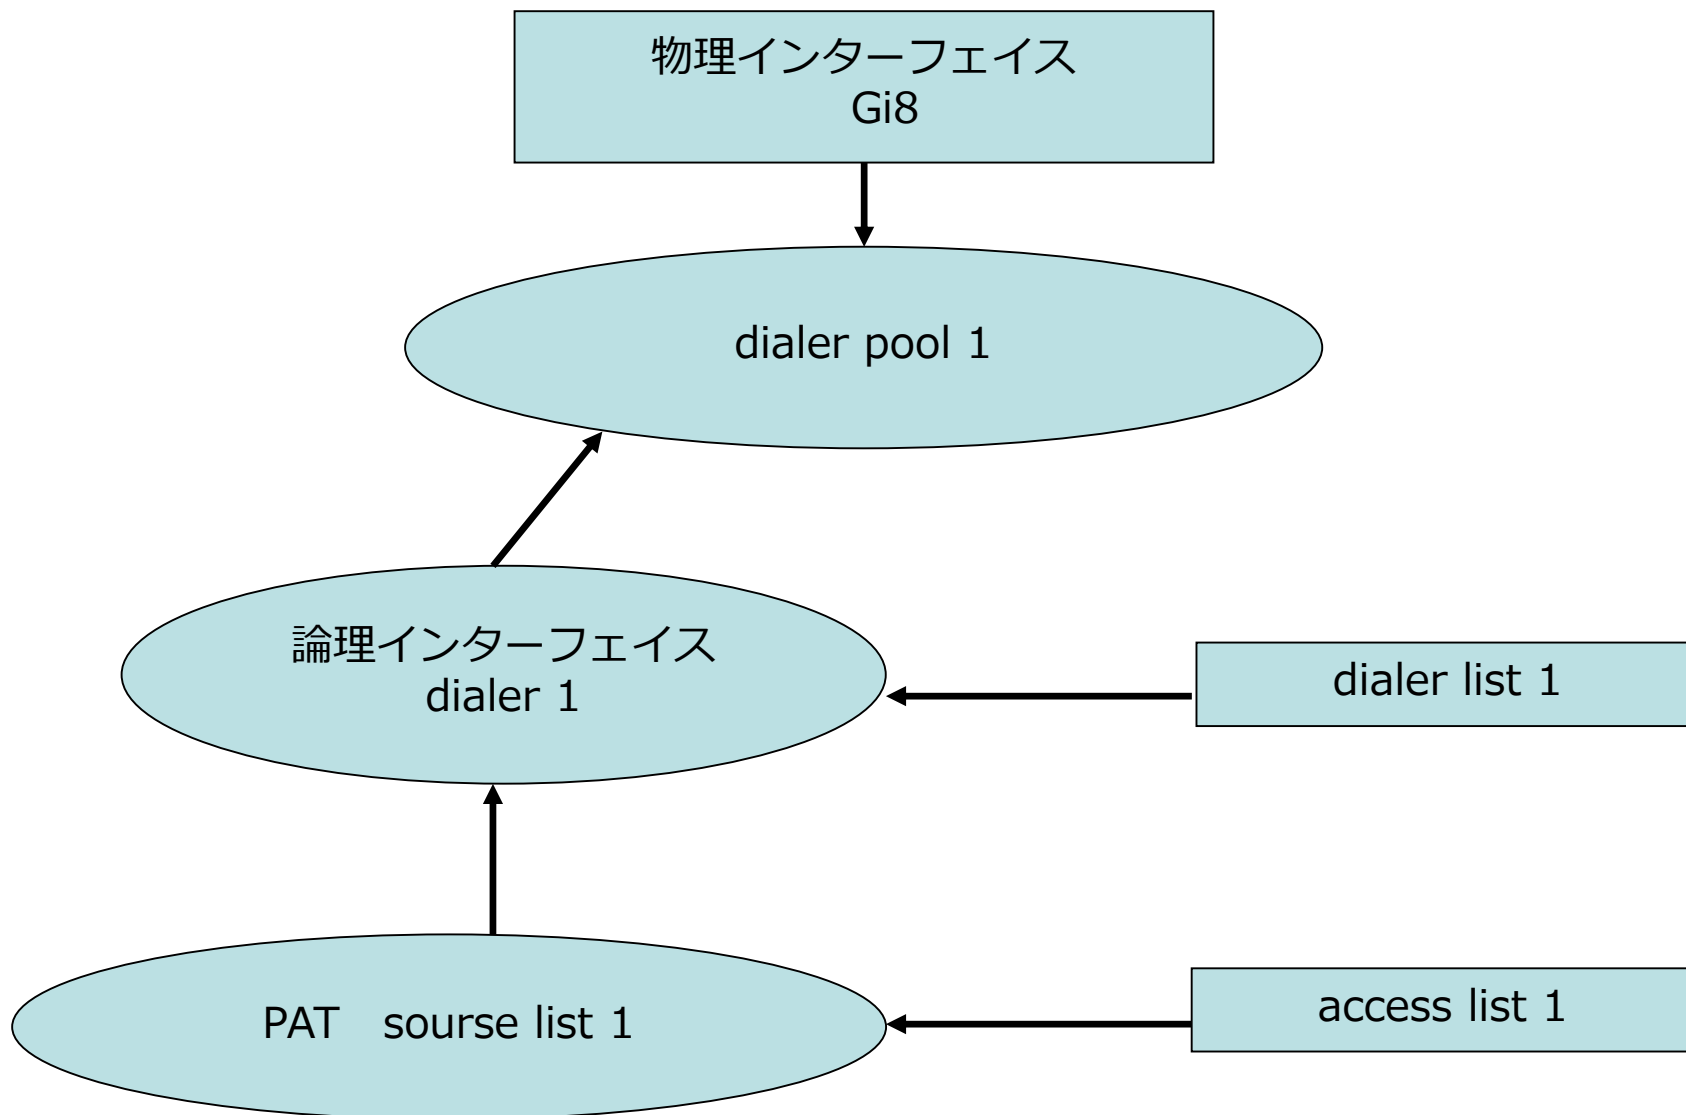 物理インターフェイス
Gi8
dialer pool 1
論理インターフェイス
dialer 1
dialer list 1
PAT　sourse list 1
access list 1